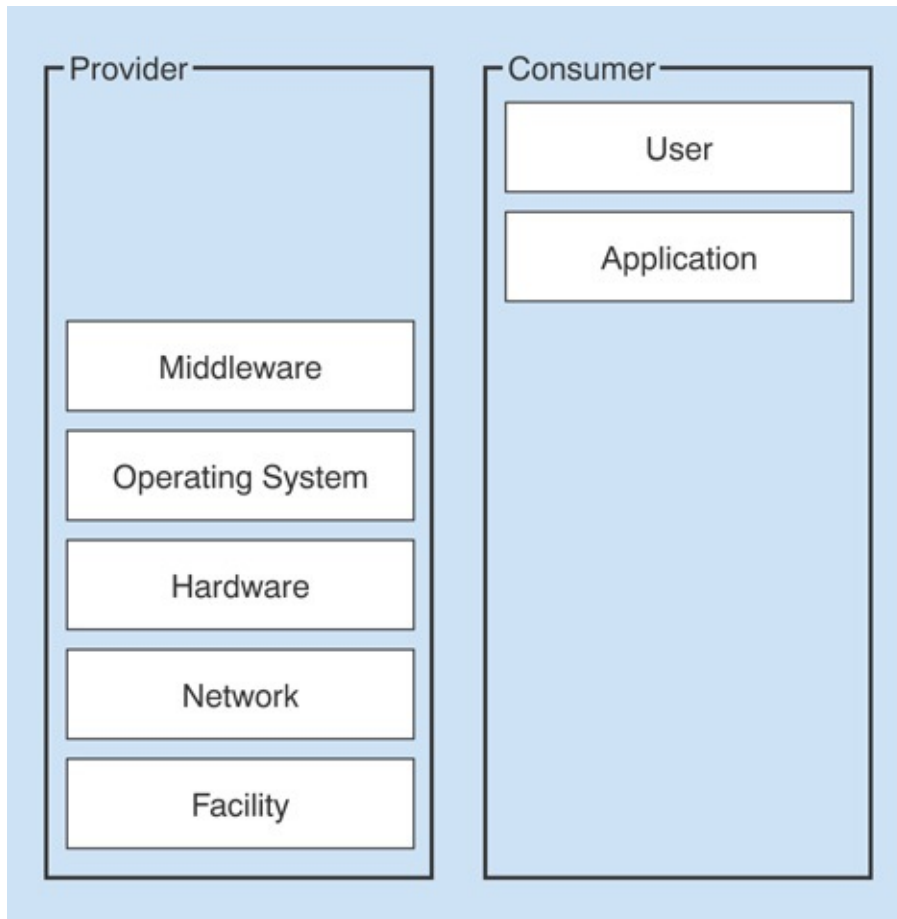 Provider
Middleware
Operating System
Hardware
Network
Facility
Consumer
User
Application